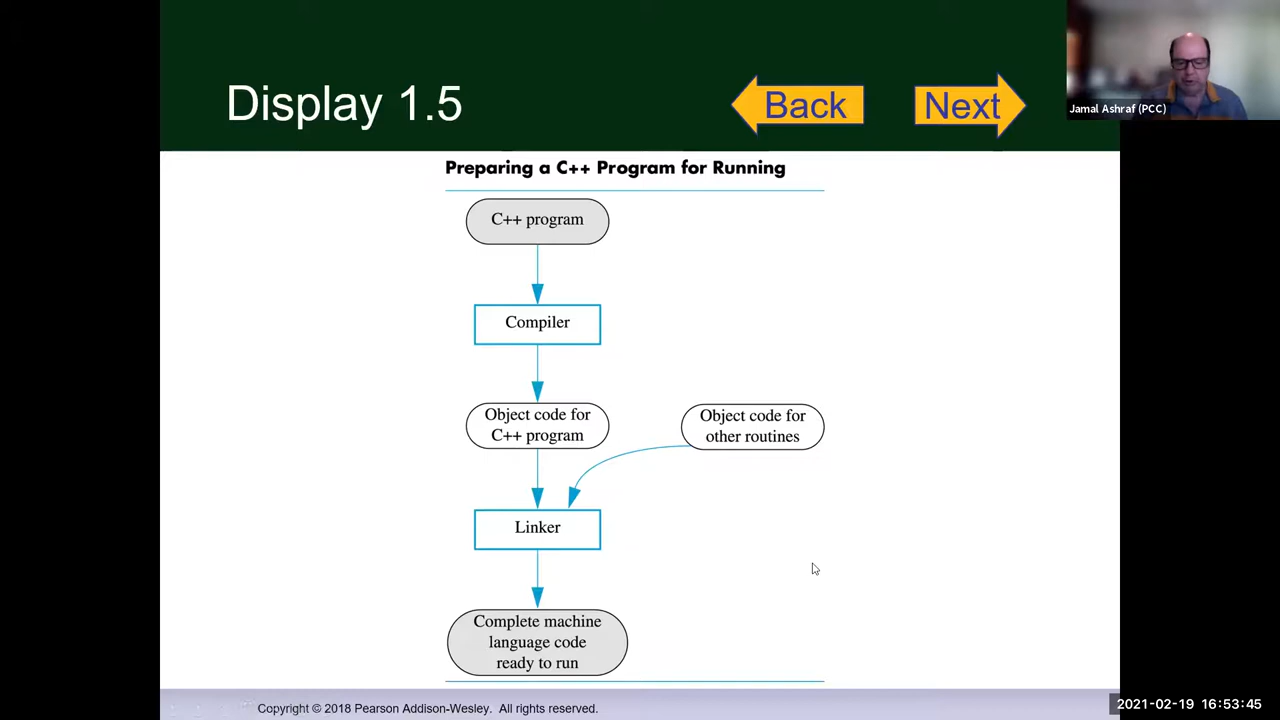 Display 1.5
Back
Next
Jamal Ashraf (PCC)
Preparing a C++ Program for Running
C++ program
Compiler
Object code for
C++ program
Object code for
other routines
Linker
Complete machine
language code
ready to run
Copyright © 2018 Pearson Addison-Wesley.  All rights reserved.
2021-02-19 16:53:45